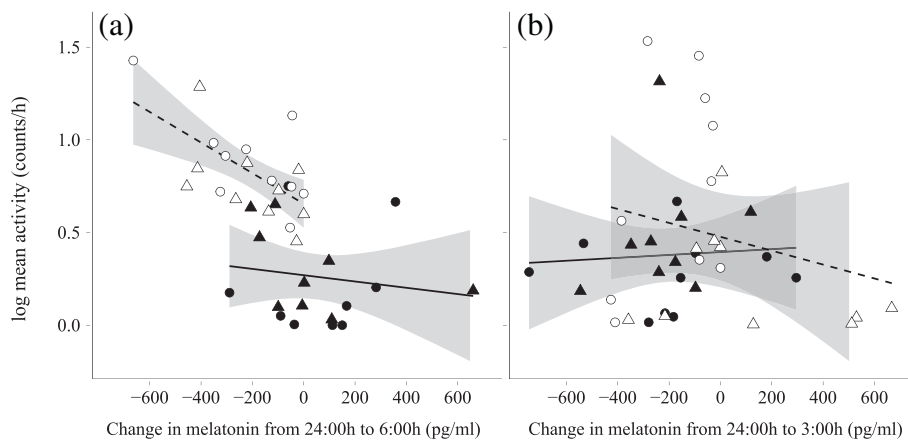 (a)
(b)
log mean activity (counts/h)
1.5
1.0
0.5
0.0
−600 −400 −200 0 200 400 600
−600 −400 −200 0 200 400 600
Change in melatonin from 24:00h to 6:00h (pg/ml)
Change in melatonin from 24:00h to 3:00h (pg/ml)